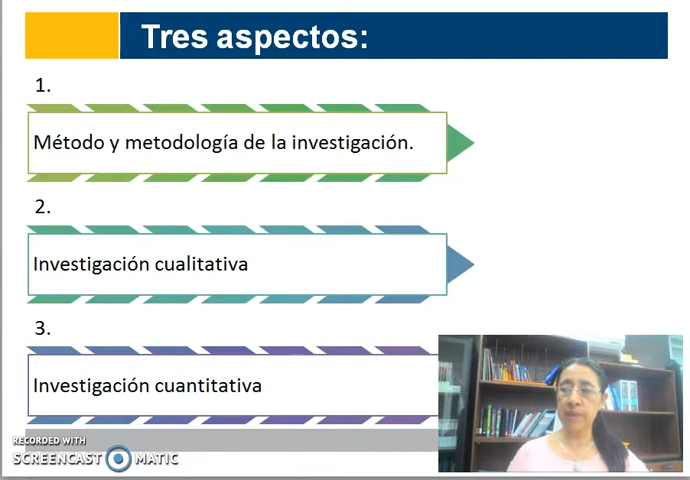 Tres aspectos:
1.
Método y metodología de la investigación.
2.
Investigación cualitativa
3.
Investigación cuantitativa
RECORDED WITH
SCREENCAST MATIC